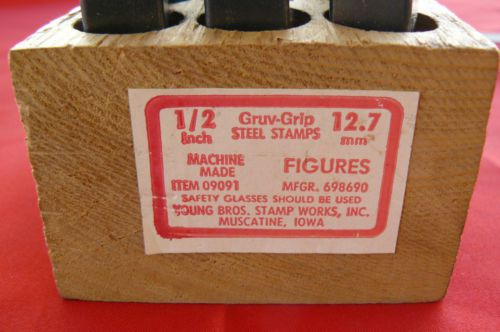 1/2 Gruv-Grip 12.7
Inch STEEL STAMPS mm
MACHINE FIGURES
MADE
ITEM 09091 MFGR. 698690
SAFETY GLASSES SHOULD BE USED
YOUNG BROS. STAMP WORKS, INC.
MUSCATINE, IOWA